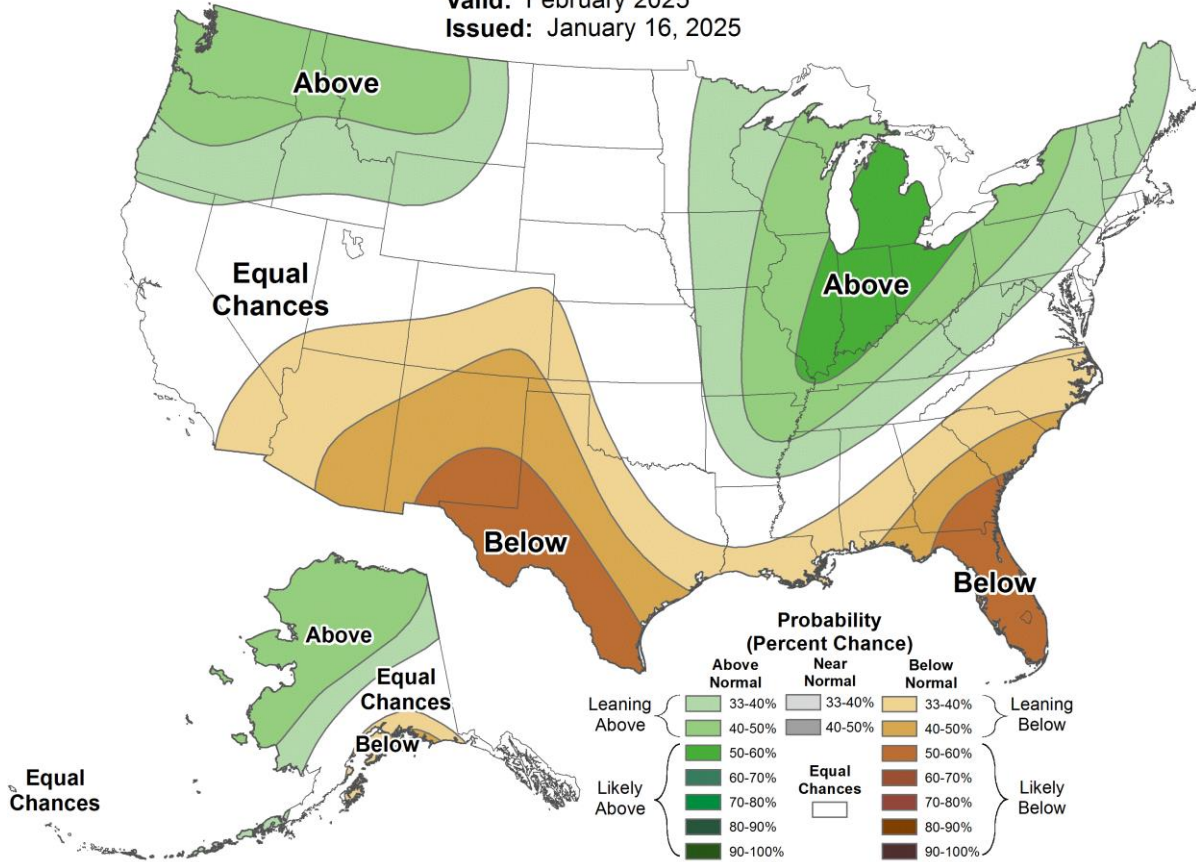 Valid: February 2025
Issued: January 16, 2025
Above
Equal
Chances
Above
Below
Below
Above
Equal
Chances
Below
Equal
Chances
Probability
(Percent Chance)
Above
Normal
Near
Normal
Below
Normal
Leaning
Above
33-40%
33-40%
33-40%
Leaning
Below
40-50%
40-50%
40-50%
Likely
Above
50-60%
50-60%
Likely
Below
60-70%
60-70%
Equal
Chances
70-80%
70-80%
80-90%
80-90%
90-100%
90-100%